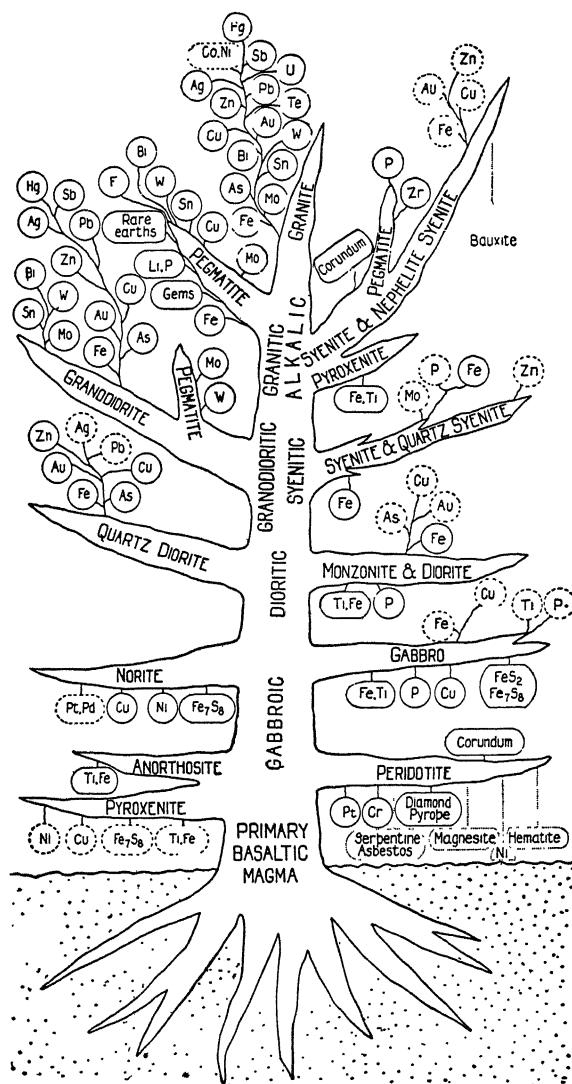 Hg
Co,Ni
Sb
U
Ag
Pb
Zn
Te
Au
Cu
W
Bi
Sn
As
Mo
Fe
GRANITE
Zn
Au
Cu
Fe
Bauxite
P
Zr
Corundum
PEGMATITE
SYENITE & NEPHELITE SYENITE
Bi
F
W
Sn
Rare
earths
Cu
Li,P
Mo
Gems
Fe
PEGMATITE
Hg
Sb
Ag
Pb
Zn
Bi
Cu
W
Au
Sn
Mo
As
Fe
GRANODIORITE
PEGMATITE
Mo
W
GRANITIC
ALKALIC
PYROXENITE
Fe,Ti
P
Fe
Mo
Zn
SYENITE & QUARTZ SYENITE
Fe
GRANODIORITIC
SYENITIC
Ag
Zn
Pb
Au
Cu
Fe
As
QUARTZ DIORITE
Cu
As
Au
Fe
DIORITIC
MONZONITE & DIORITE
Ti,Fe
P
Cu
Ti
P
Fe
GABBRO
Fe,Ti
P
Cu
FeS2
Fe7S8
NORITE
Pt,Pd
Cu
Ni
Fe7S8
GABBROIC
Corundum
ANORTHOSITE
Ti,Fe
PERIDOTITE
Pt
Cr
Diamond
Pyrope
PYROXENITE
Ni
Cu
Fe7S8
Ti,Fe
PRIMARY
BASALTIC
MAGMA
Serpentine
Asbestos
Magnesite
Hematite
Ni